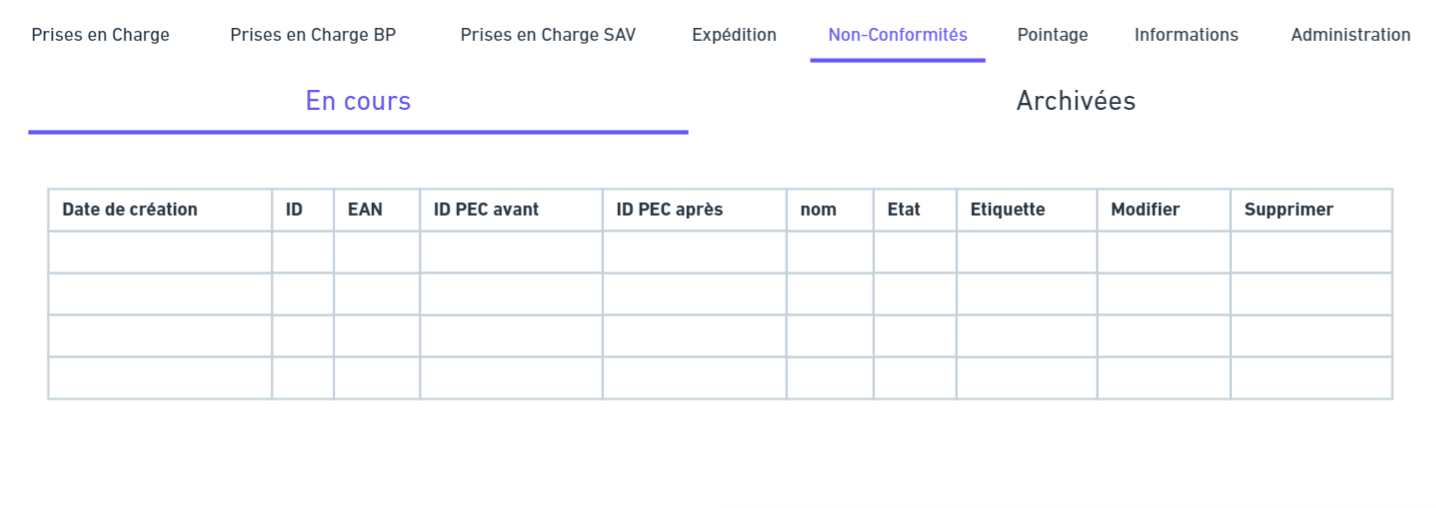 Prises en Charge Prises en Charge BP Prises en Charge SAV Expédition Non-Conformités Pointage Informations Administration
En cours Archivées
Date de création ID EAN ID PEC avant ID PEC après nom Etat Etiquette Modifier Supprimer